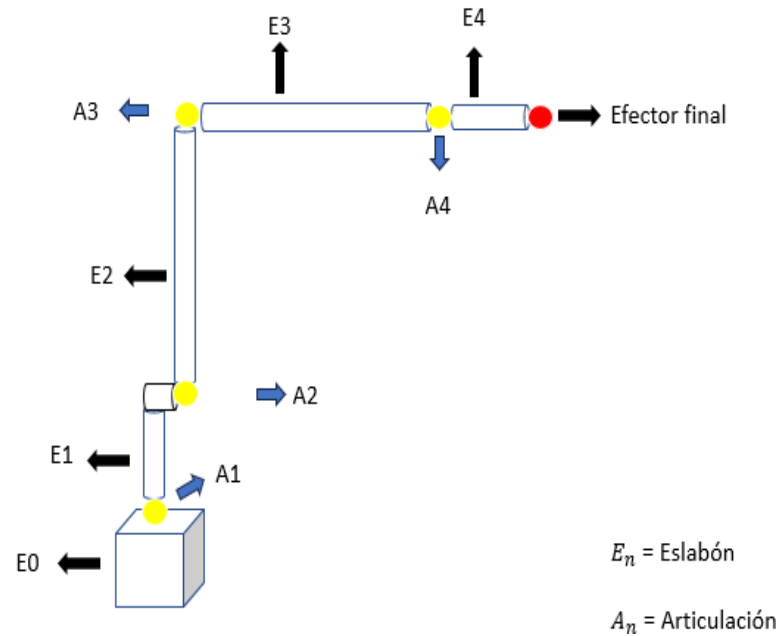 E3
E4
A3
Efector final
A4
E2
A2
E1
A1
E0
Eₙ = Eslabón
Aₙ = Articulación